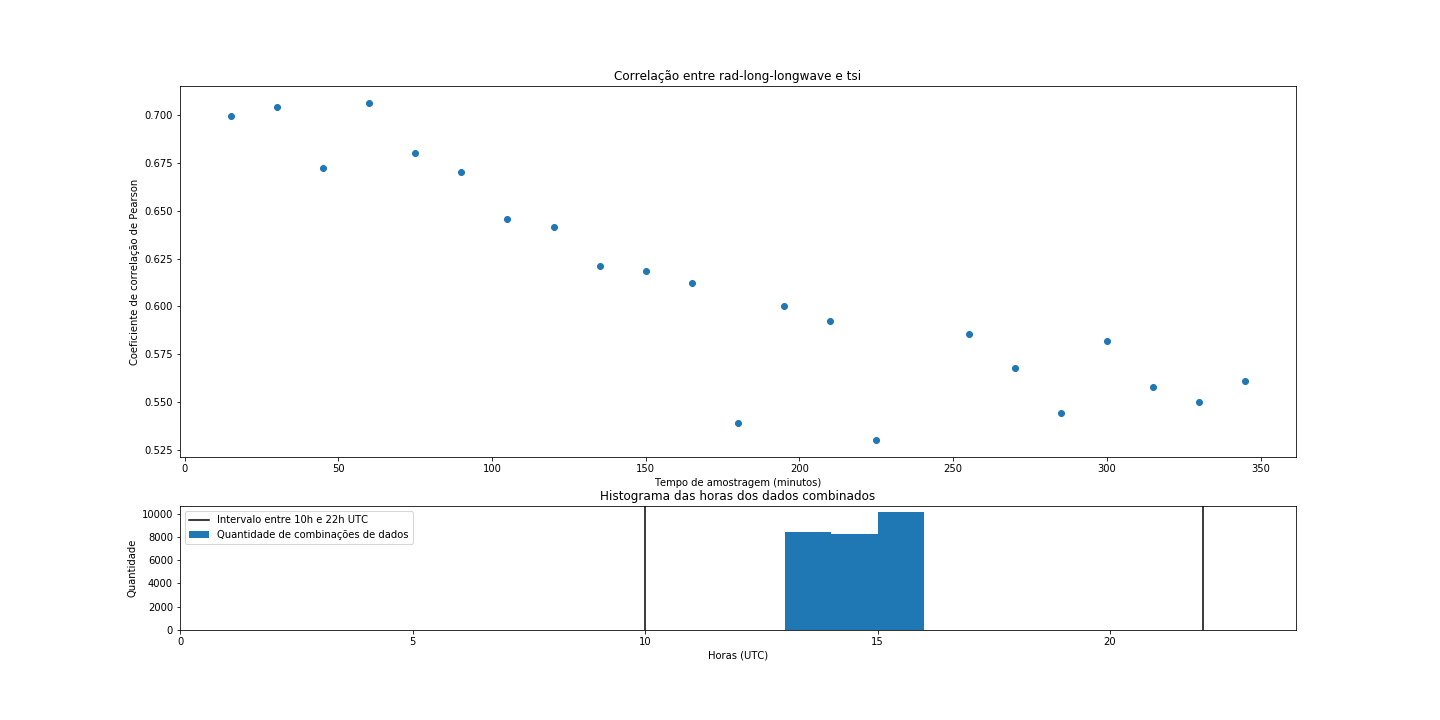 Correlação entre rad-long-longwave e tsi
Coeficiente de correlação de Pearson
0.700
0.675
0.650
0.625
0.600
0.575
0.550
0.525
0 50 100 150 200 250 300 350
Tempo de amostragem (minutos)
Histograma das horas dos dados combinados
Intervalo entre 10h e 22h UTC
Quantidade de combinações de dados
Quantidade
10000
8000
6000
4000
2000
0
0 5 10 15 20
Horas (UTC)